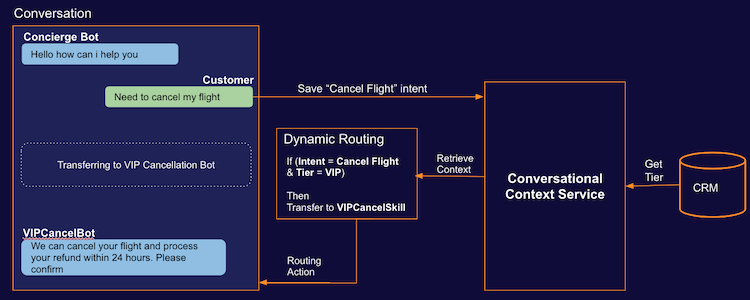 Conversation
Concierge Bot
Hello how can i help you
Customer
Need to cancel my flight
Save “Cancel Flight” intent
Transferring to VIP Cancellation Bot
Dynamic Routing
If (Intent = Cancel Flight
& Tier = VIP)
Then
Transfer to VIPCancelSkill
Retrieve
Context
Conversational
Context Service
Get
Tier
CRM
VIPCancelBot
We can cancel your flight and process
your refund within 24 hours. Please
confirm
Routing
Action